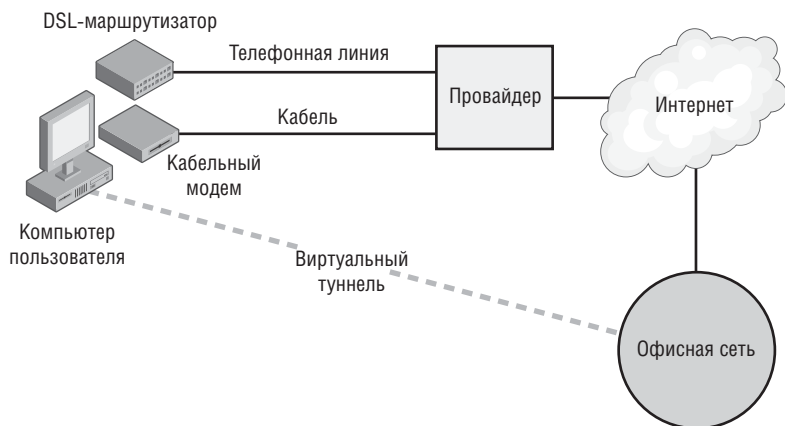 DSL-маршрутизатор
Телефонная линия
Провайдер
Интернет
Кабель
Кабельный
модем
Компьютер
пользователя
Виртуальный
туннель
Офисная сеть